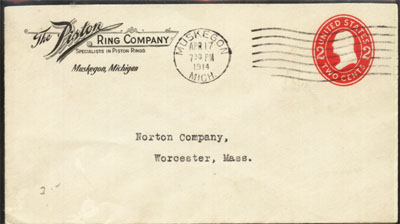 The Piston
RING COMPANY
SPECIALISTS IN PISTON RINGS
Muskegon, Michigan
MUSKEGON
APR 17
7 PM
1914
MICH.
UNITED STATES
2 2
TWO CENTS
Norton Company,
Worcester, Mass.